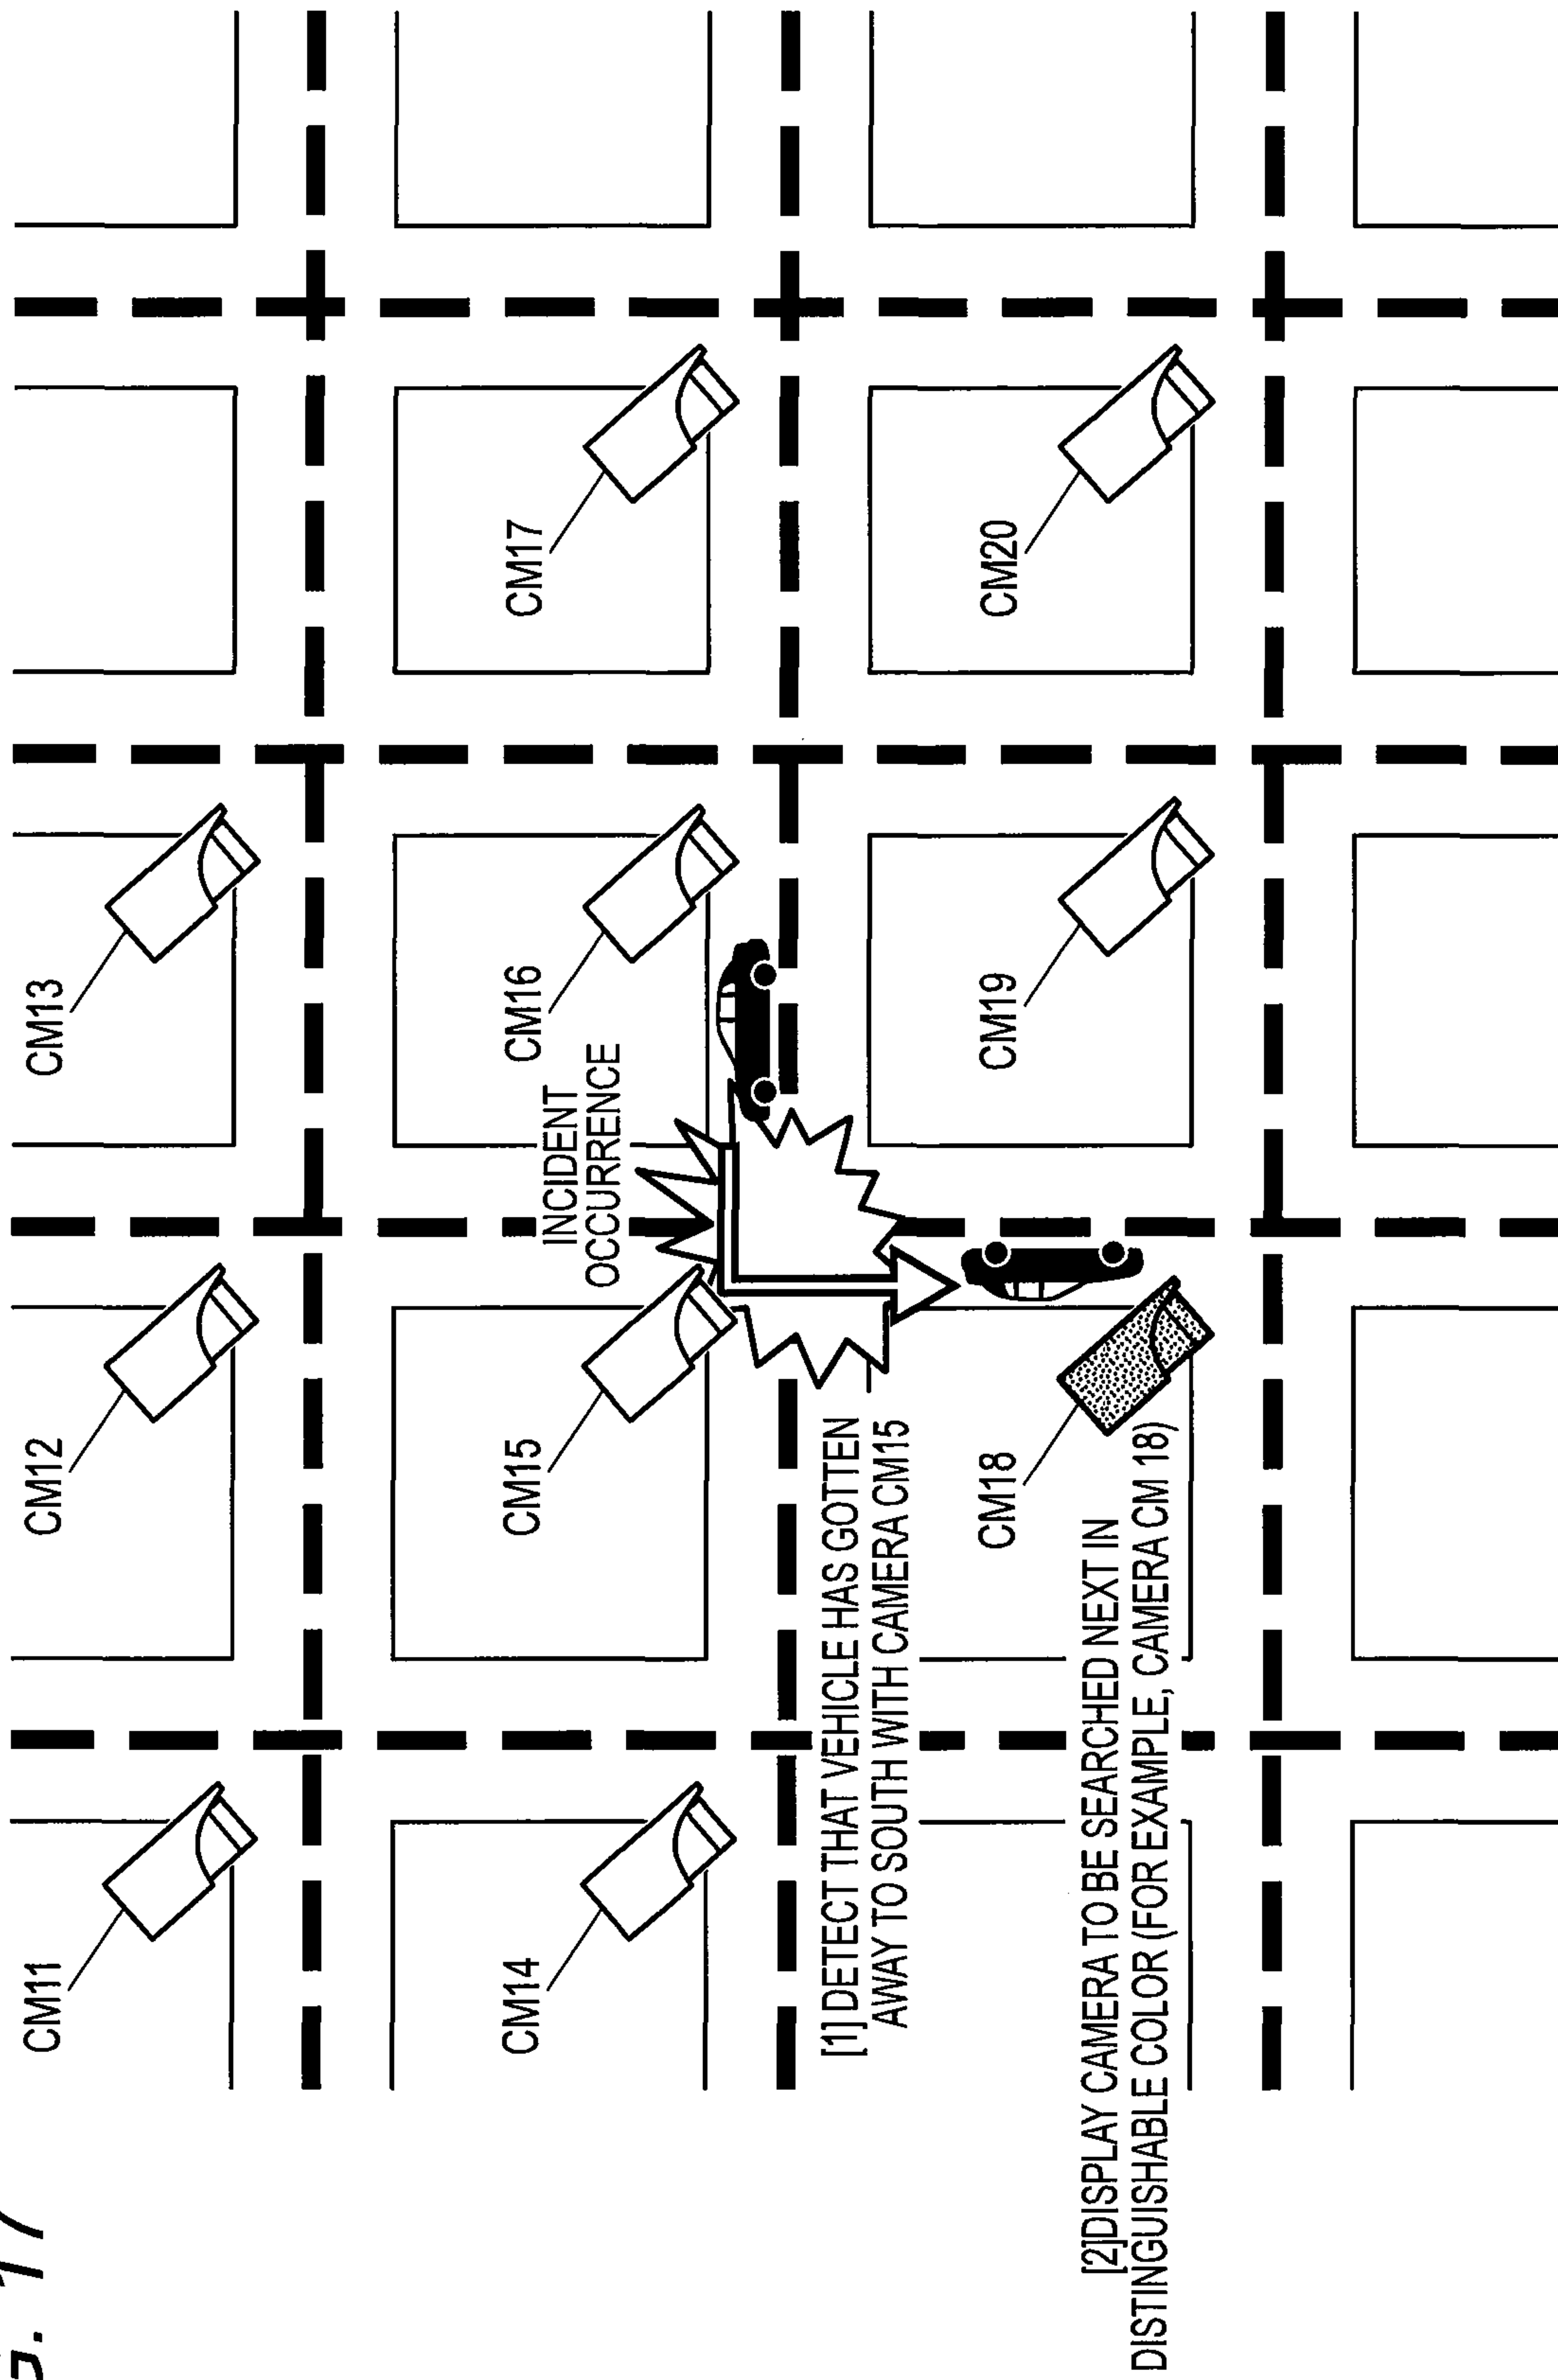 G. 17
CM11
CM12
CM13
CM14
CM15
CM16
CM17
INCIDENT
OCCURRENCE
[1] DETECT THAT VEHICLE HAS GOTTEN
AWAY TO SOUTH WITH CAMERA CM15
CM18
CM19
CM20
[2]DISPLAY CAMERA TO BE SEARCHED NEXT IN
DISTINGUISHABLE COLOR (FOR EXAMPLE, CAMERA CM 18)